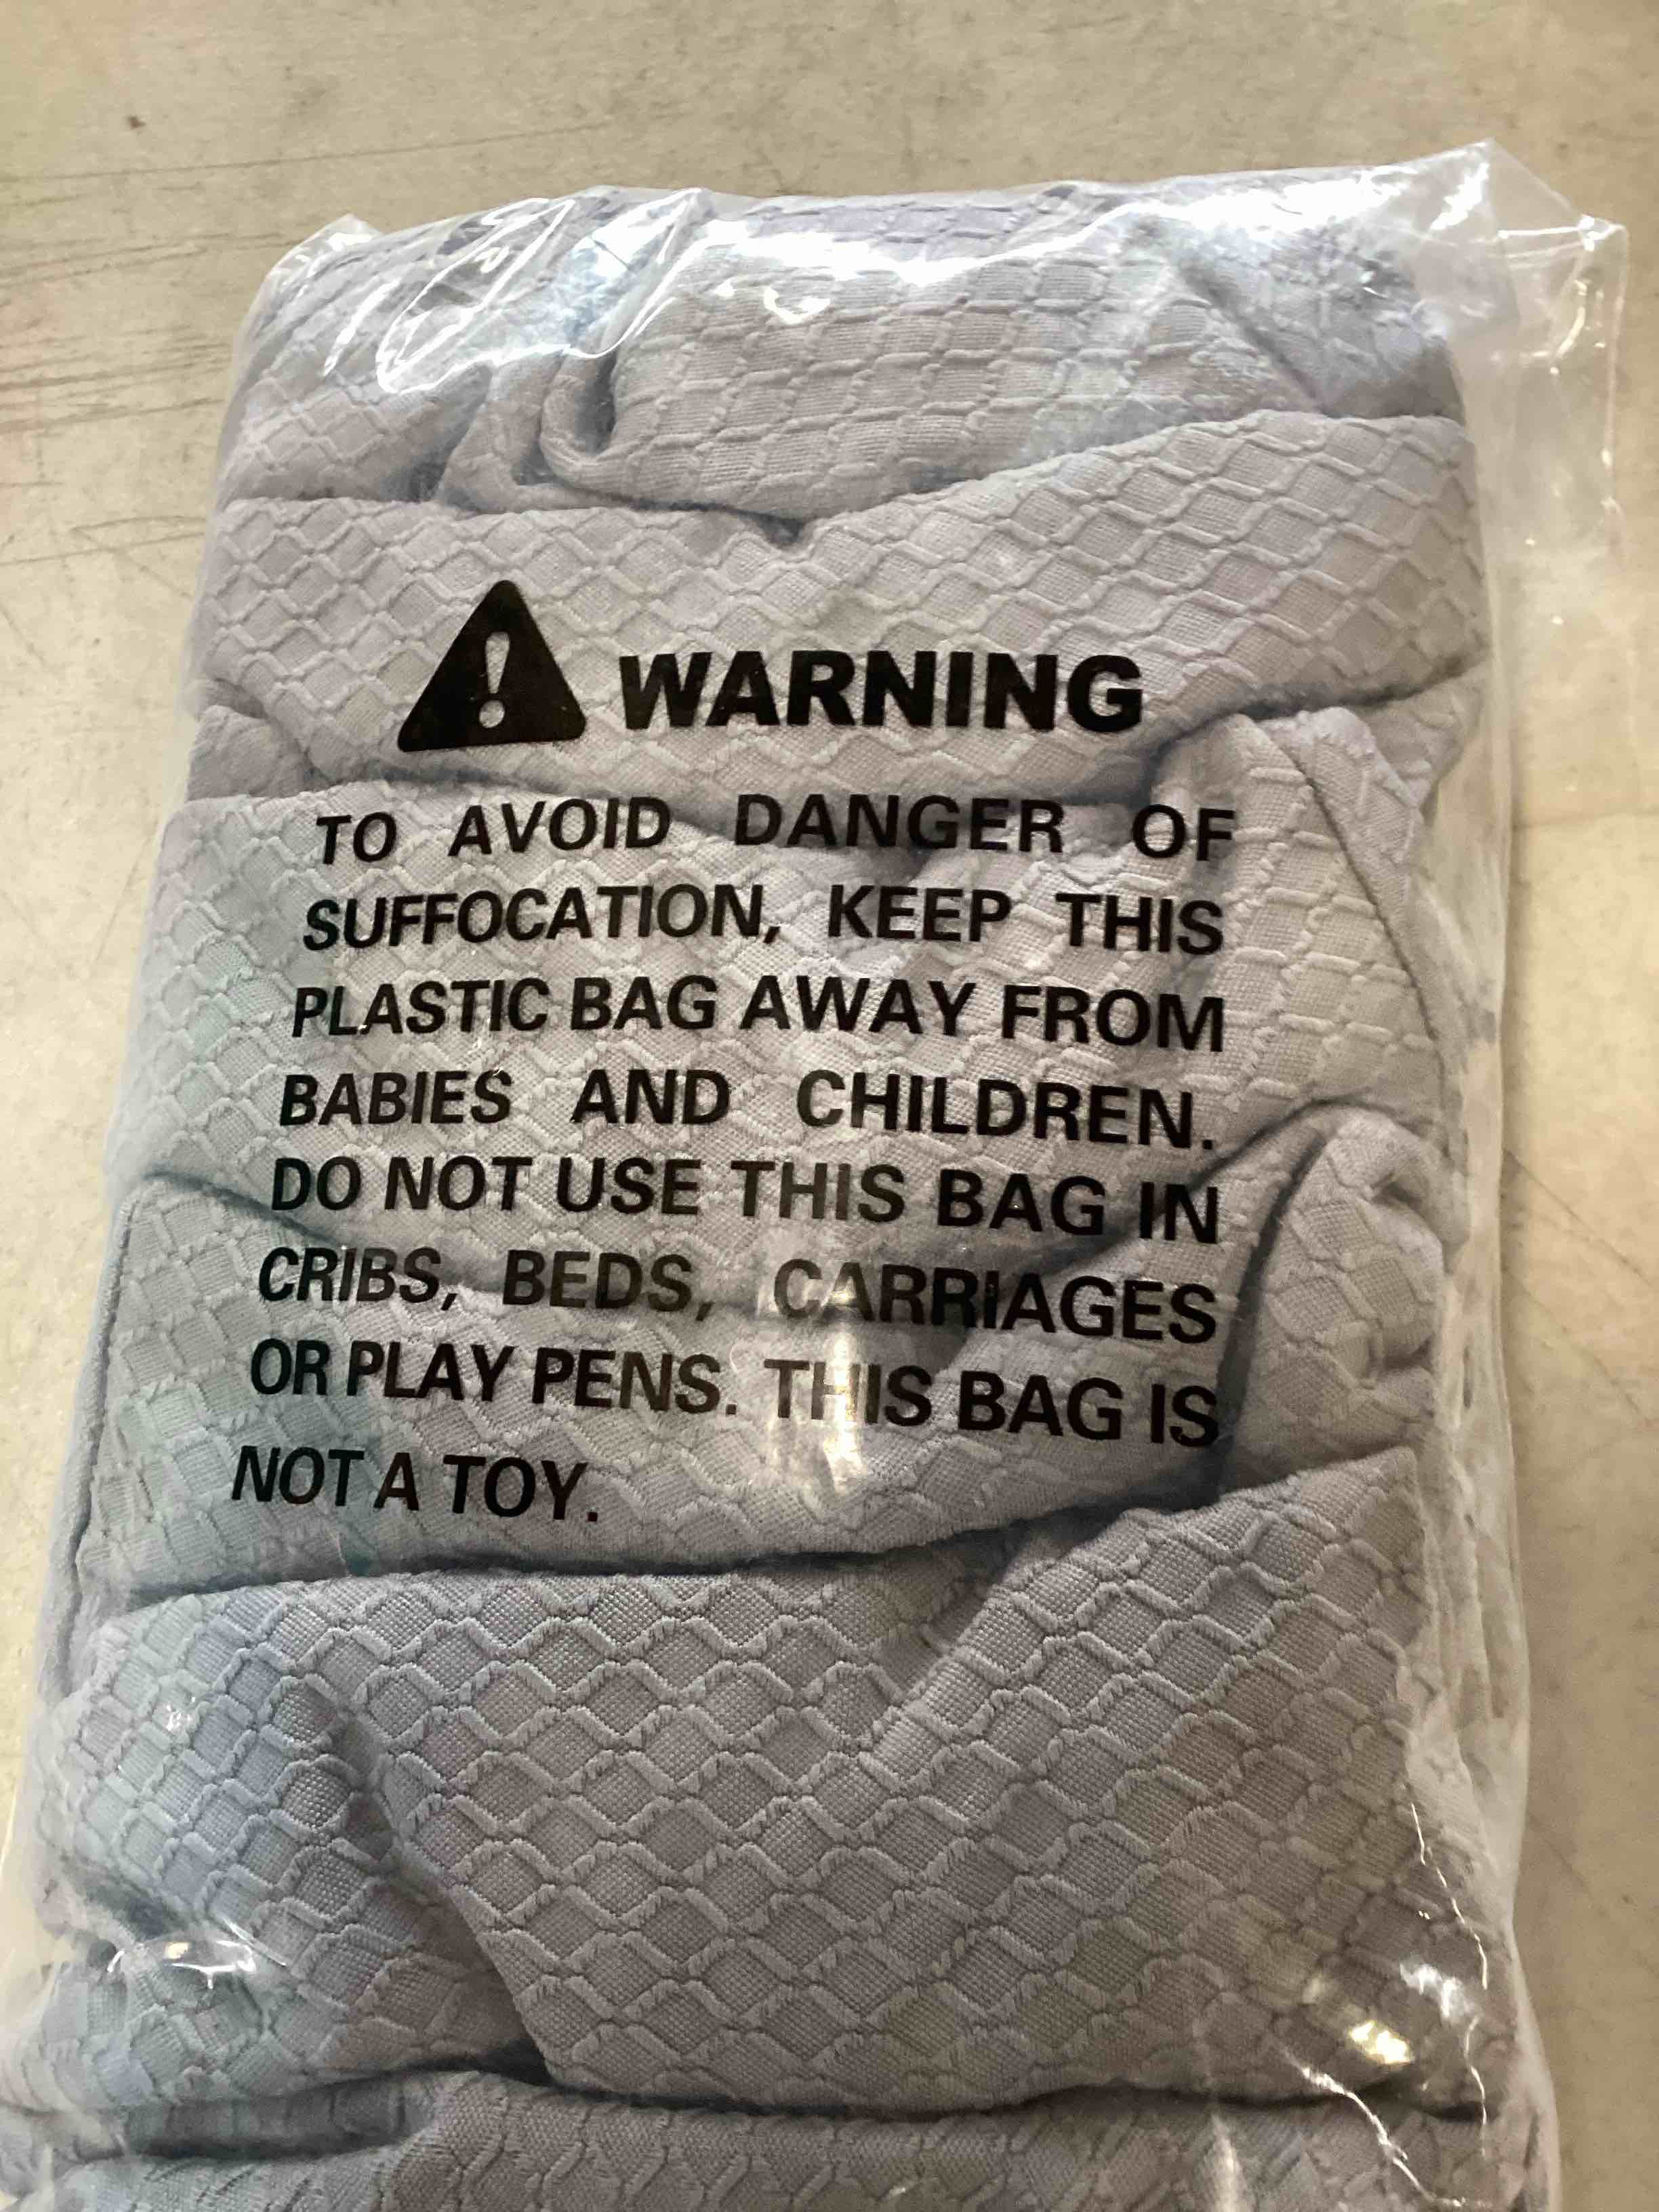 WARNING
TO AVOID DANGER OF
SUFFOCATION, KEEP THIS
PLASTIC BAG AWAY FROM
BABIES AND CHILDREN.
DO NOT USE THIS BAG IN
CRIBS, BEDS, CARRIAGES
OR PLAY PENS. THIS BAG IS
NOT A TOY.